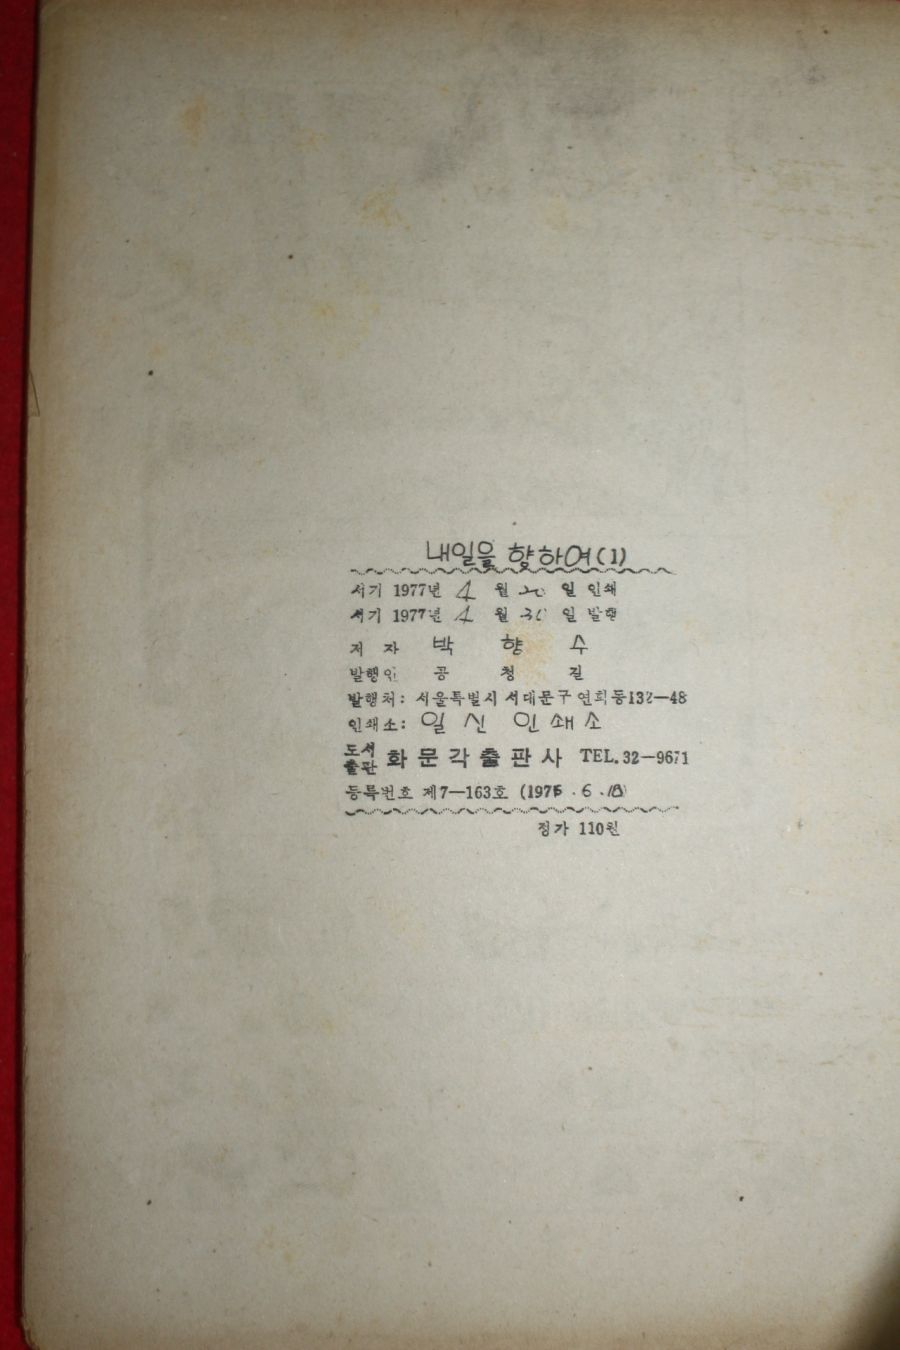 내일을 향하여(1)
서기 1977년 4 월 20 일 인쇄
서기 1977년 4 월 30 일 발행
저 자 박 향 수
발행인 공 청 길
발행처: 서울특별시 서대문구 연희동132—48
인쇄소: 일신 인쇄소
도서출판 화문각출판사 TEL. 32—9671
등록번호 제7—163호 (1975 . 6 . 18)
정가 110원